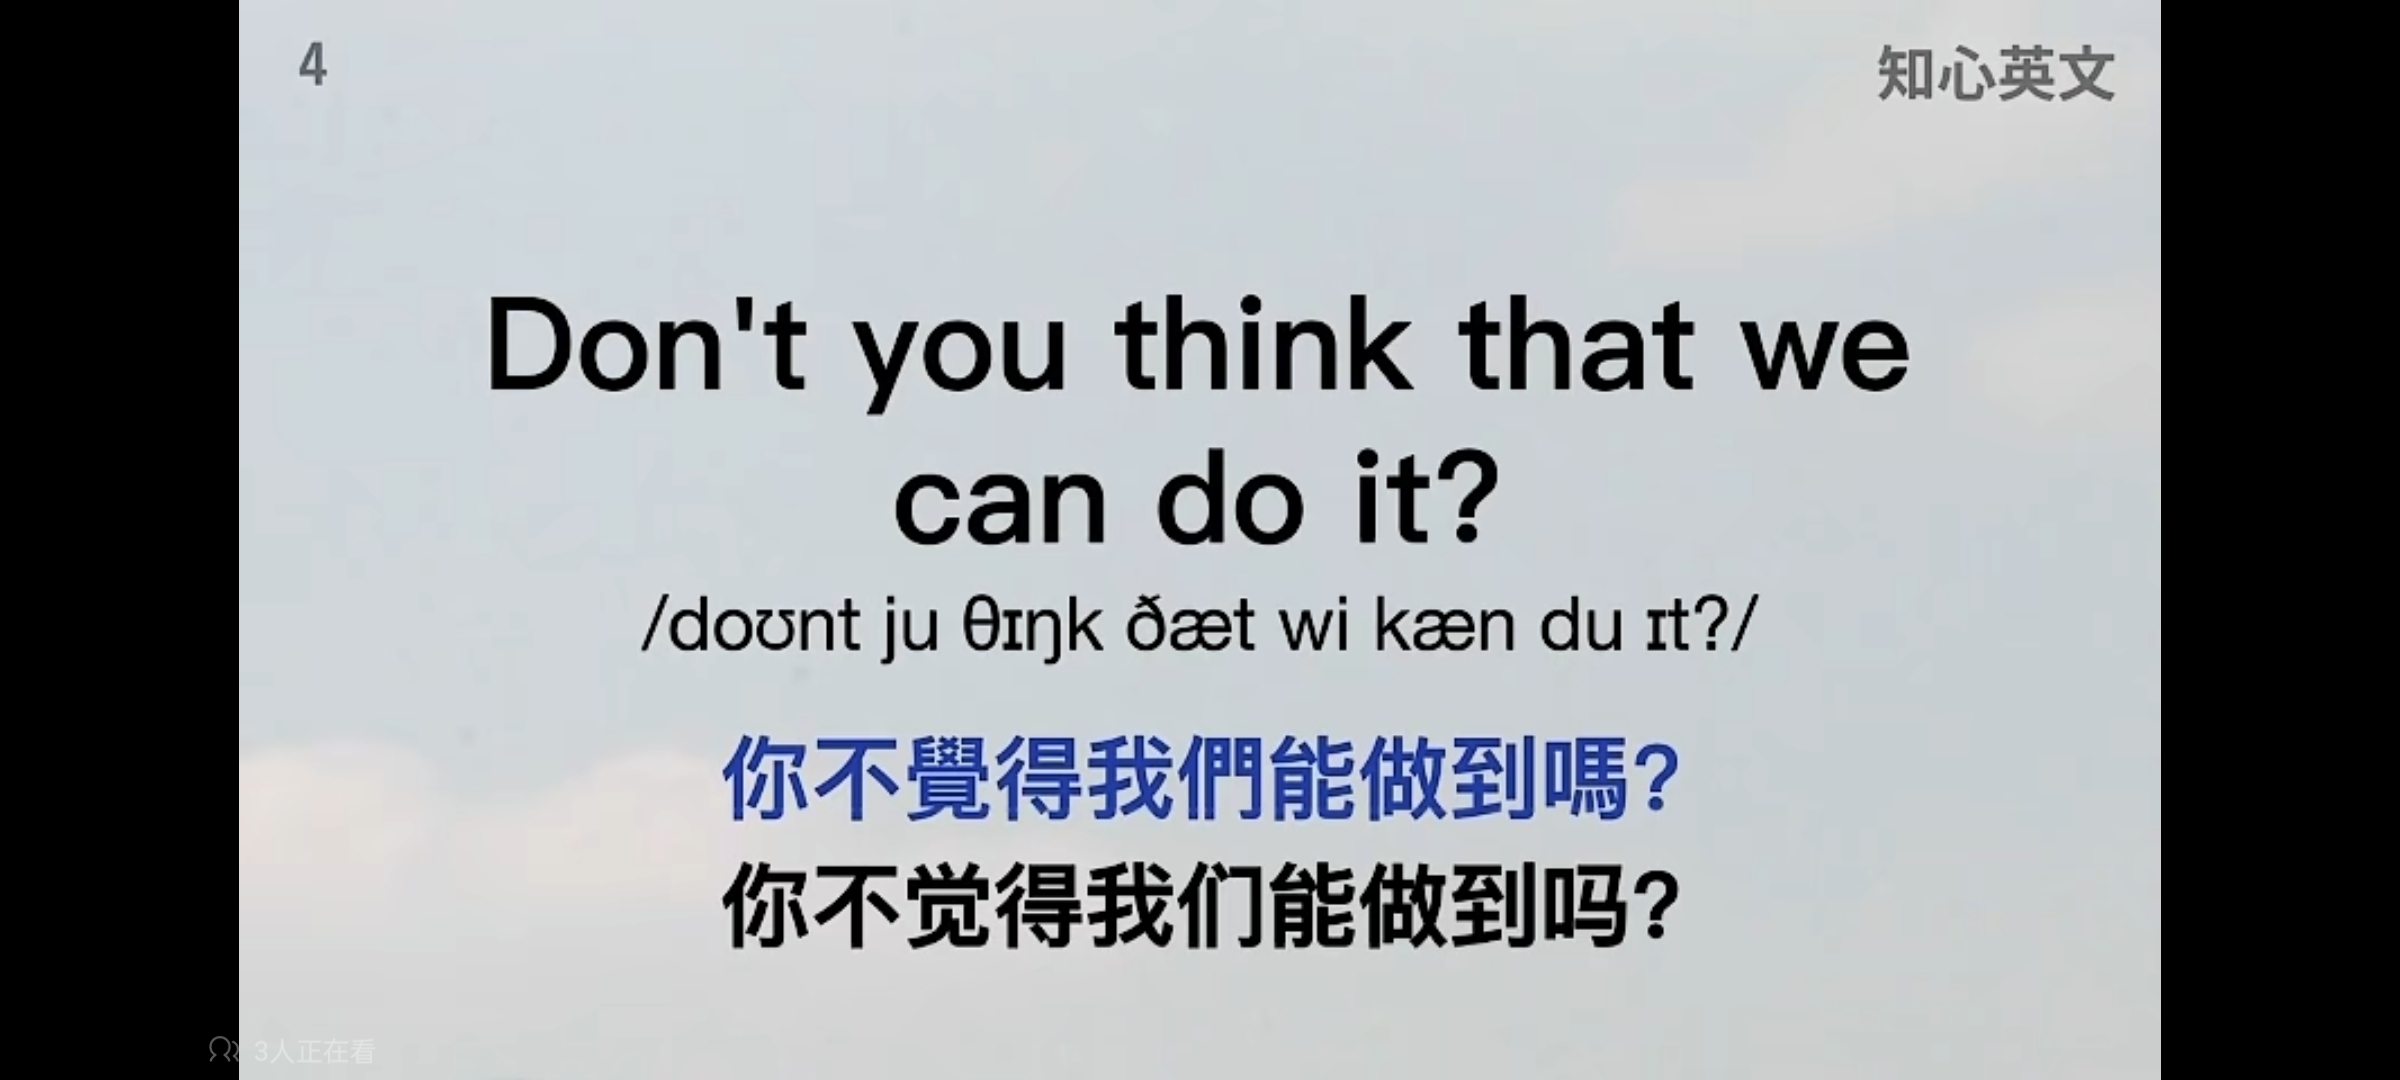 4
知心英文
Don't you think that we
can do it?
/doʊnt ju θɪŋk ðæt wi kæn du ɪt?/
你不覺得我們能做到嗎?
你不觉得我们能做到吗?
3人正在看